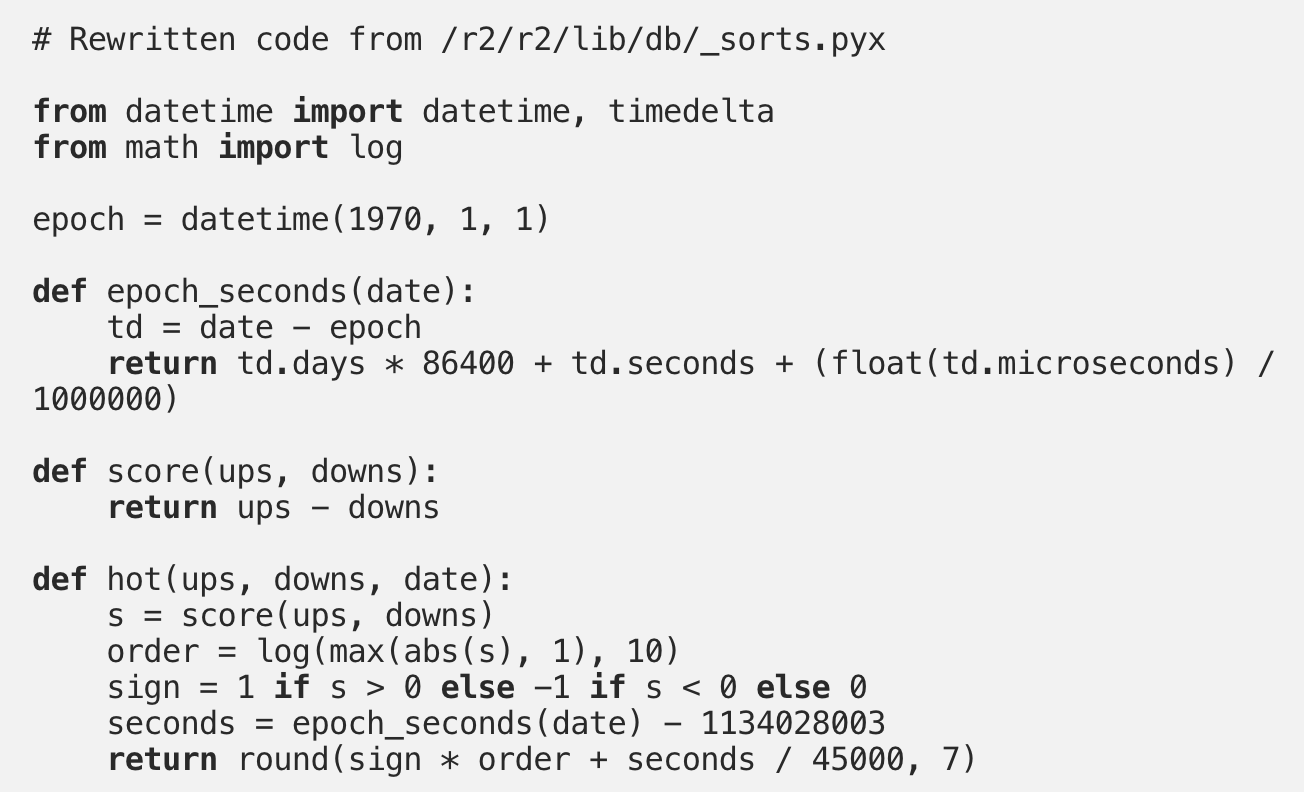 # Rewritten code from /r2/r2/lib/db/_sorts.pyx

from datetime import datetime, timedelta
from math import log

epoch = datetime(1970, 1, 1)

def epoch_seconds(date):
    td = date − epoch
    return td.days * 86400 + td.seconds + (float(td.microseconds) /
1000000)

def score(ups, downs):
    return ups − downs

def hot(ups, downs, date):
    s = score(ups, downs)
    order = log(max(abs(s), 1), 10)
    sign = 1 if s > 0 else −1 if s < 0 else 0
    seconds = epoch_seconds(date) − 1134028003
    return round(sign * order + seconds / 45000, 7)